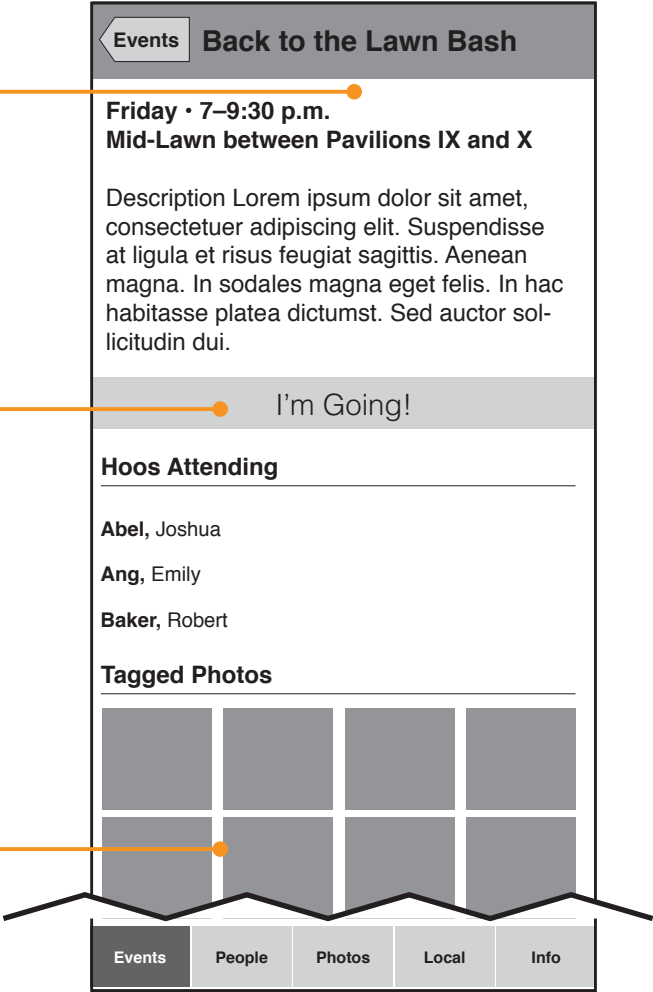 Events
Back to the Lawn Bash
Friday • 7–9:30 p.m.
Mid-Lawn between Pavilions IX and X
Description Lorem ipsum dolor sit amet,
consectetuer adipiscing elit. Suspendisse
at ligula et risus feugiat sagittis. Aenean
magna. In sodales magna eget felis. In hac
habitasse platea dictumst. Sed auctor sol-
licitudin dui.
I'm Going!
Hoos Attending
Abel, Joshua
Ang, Emily
Baker, Robert
Tagged Photos
Events People Photos Local Info